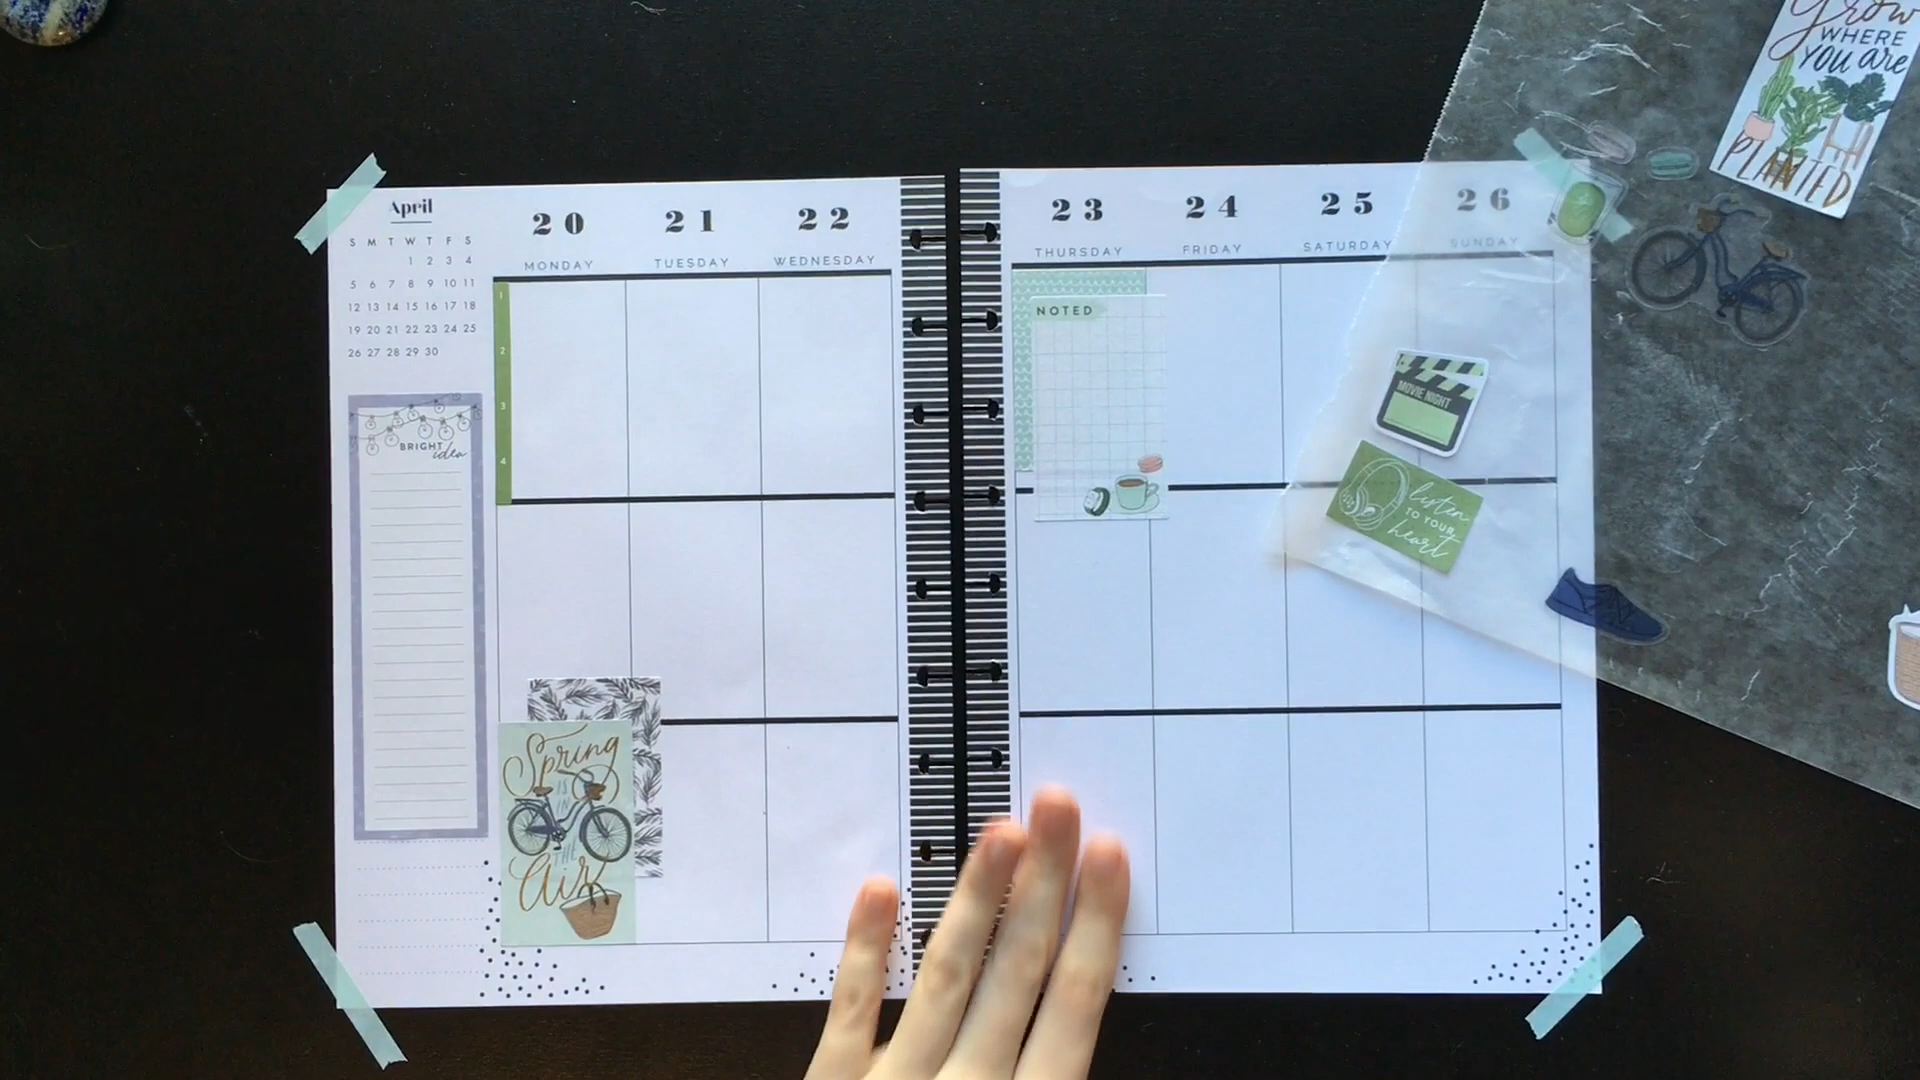 April
S M T W T F S
1 2 3 4
5 6 7 8 9 10 11
12 13 14 15 16 17 18
19 20 21 22 23 24 25
26 27 28 29 30
BRIGHT
idea
20
MONDAY
21
TUESDAY
22
WEDNESDAY
1
2
3
4
Spring
IS
IN
THE
Air
23
THURSDAY
24
FRIDAY
25
SATURDAY
26
SUNDAY
NOTED
MOVIE NIGHT
listen
TO YOUR
heart
Grow
WHERE
YOU are
PLANTED